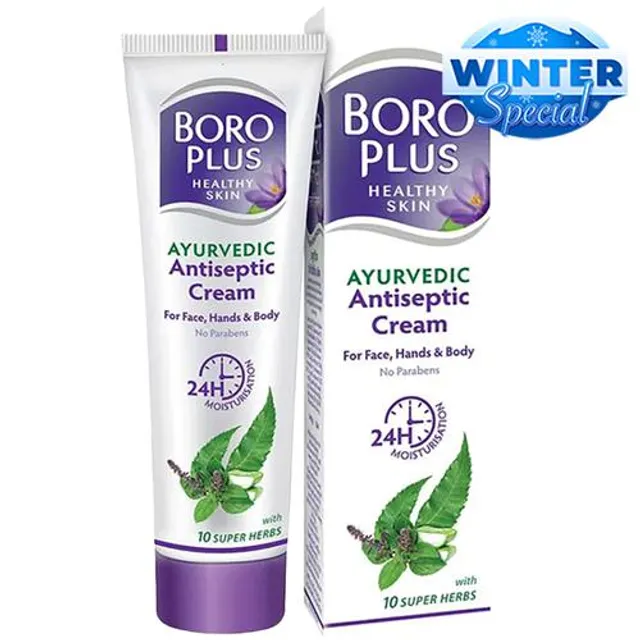 BORO
PLUS
HEALTHY
SKIN
AYURVEDIC
Antiseptic
Cream
For Face, Hands & Body
No Parabens
24H
MOISTURISATION
with
10 SUPER HERBS
BORO
PLUS
HEALTHY
SKIN
AYURVEDIC
Antiseptic
Cream
For Face, Hands & Body
No Parabens
24H
MOISTURISATION
with
10 SUPER HERBS
WINTER
Special